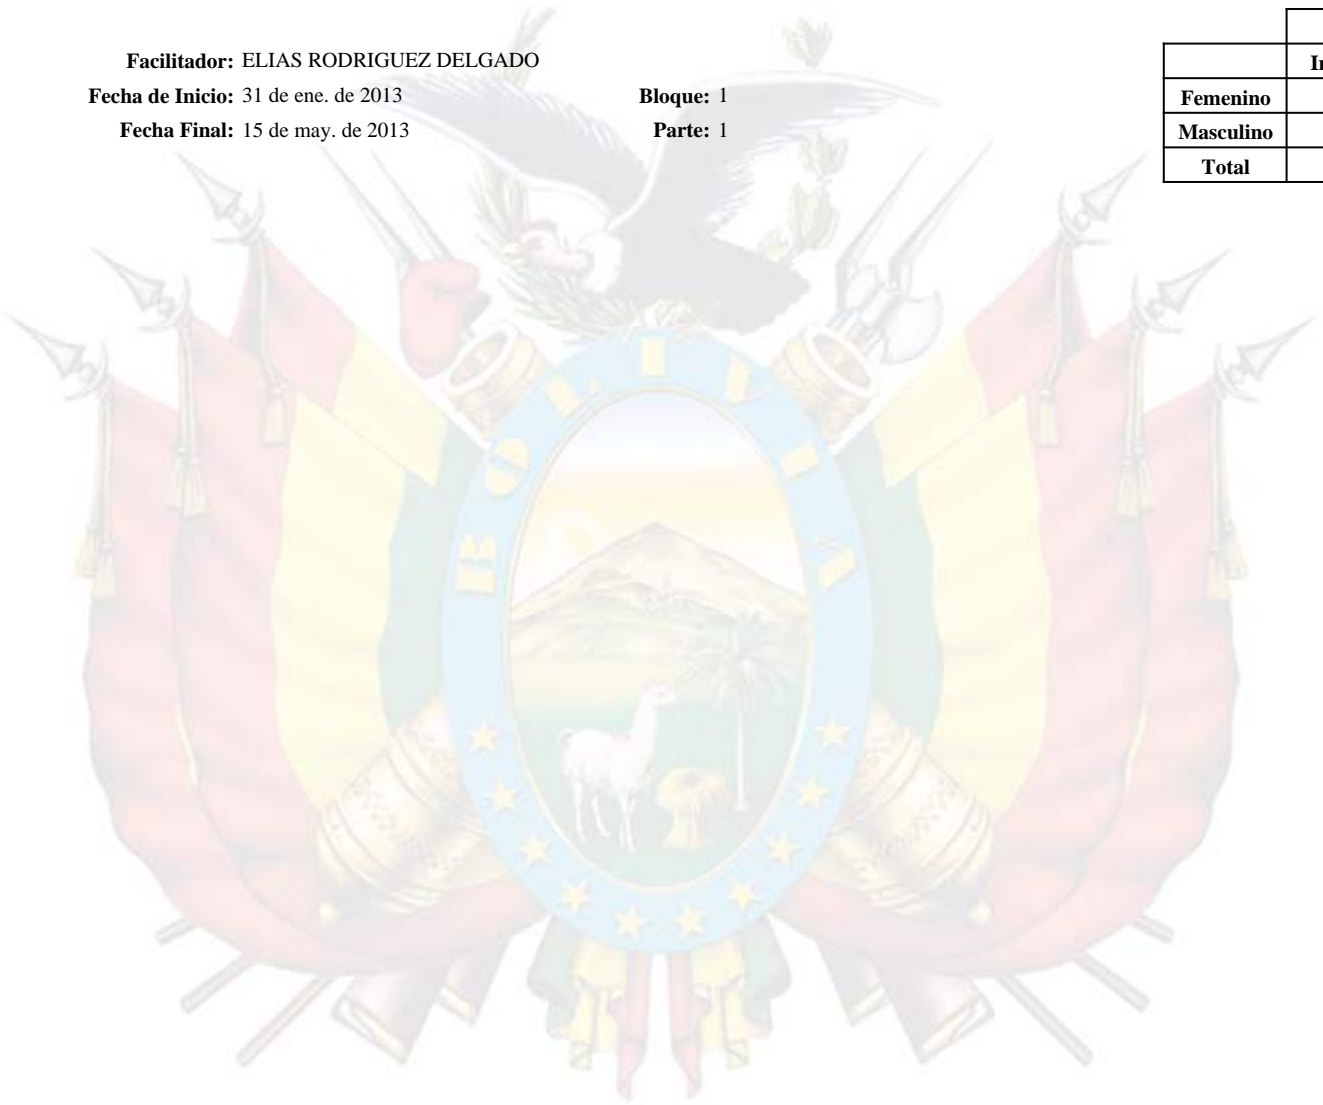 Facilitador: ELIAS RODRIGUEZ DELGADO
Fecha de Inicio: 31 de ene. de 2013 Bloque: 1
Fecha Final: 15 de may. de 2013 Parte: 1
Femenino
Masculino
Total
BOLIVIA